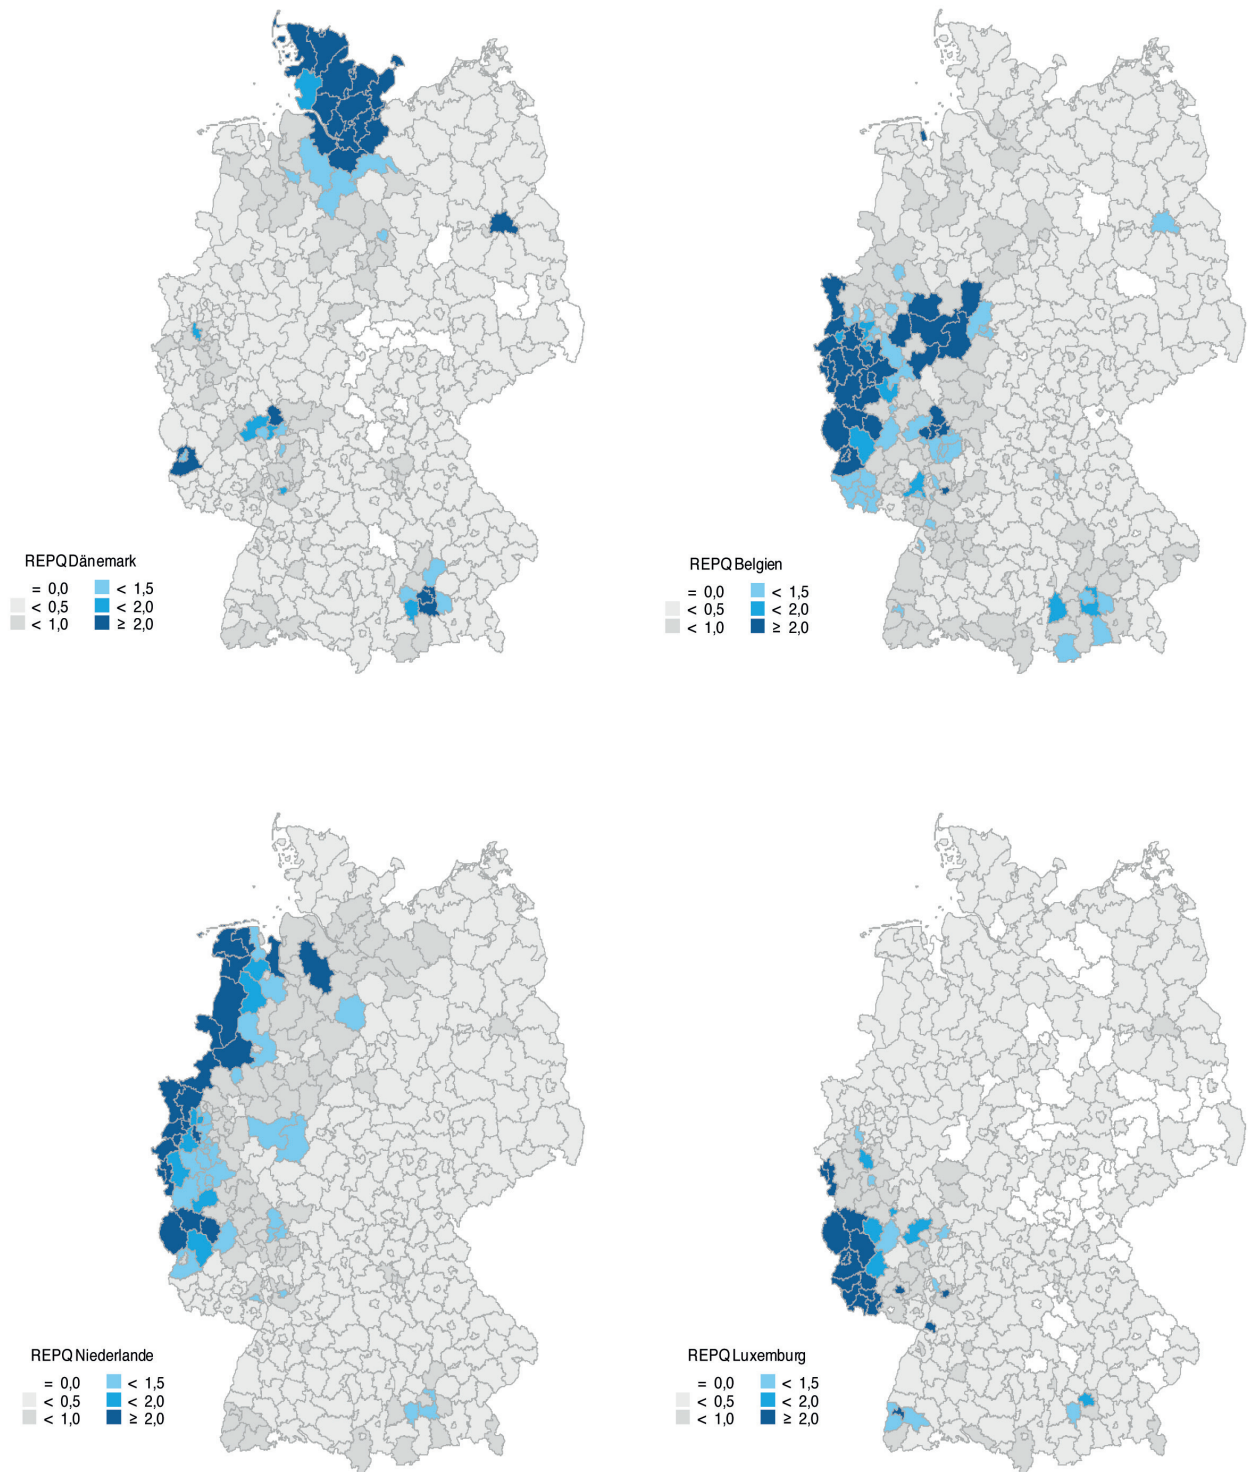 REPQ Dänemark
= 0,0 < 1,5
< 0,5 < 2,0
< 1,0 ≥ 2,0
REPQ Belgien
= 0,0 < 1,5
< 0,5 < 2,0
< 1,0 ≥ 2,0
REPQ Niederlande
= 0,0 < 1,5
< 0,5 < 2,0
< 1,0 ≥ 2,0
REPQ Luxemburg
= 0,0 < 1,5
< 0,5 < 2,0
< 1,0 ≥ 2,0